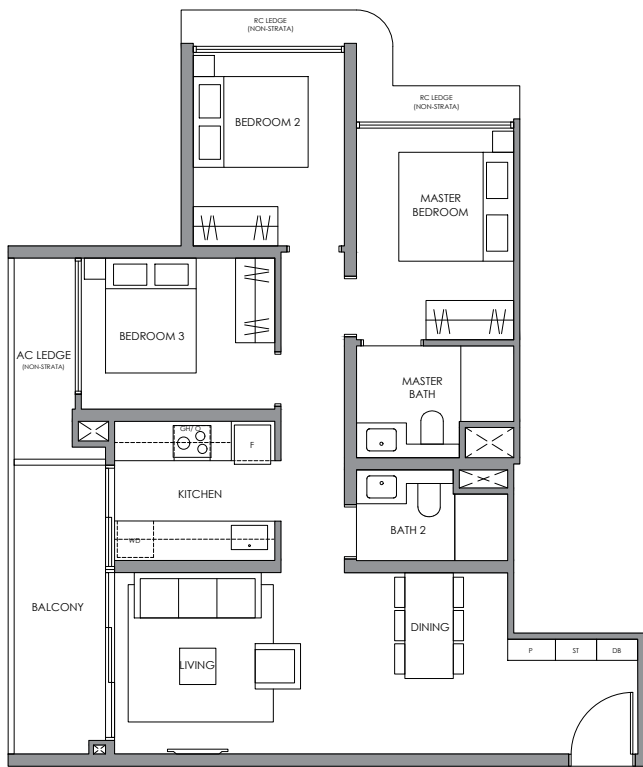 RC LEDGE
(NON-STRATA)
RC LEDGE
(NON-STRATA)
BEDROOM 2
MASTER
BEDROOM
BEDROOM 3
AC LEDGE
(NON-STRATA)
MASTER
BATH
GH/ O
F
KITCHEN
BATH 2
WD
BALCONY
LIVING
DINING
P
ST
DB